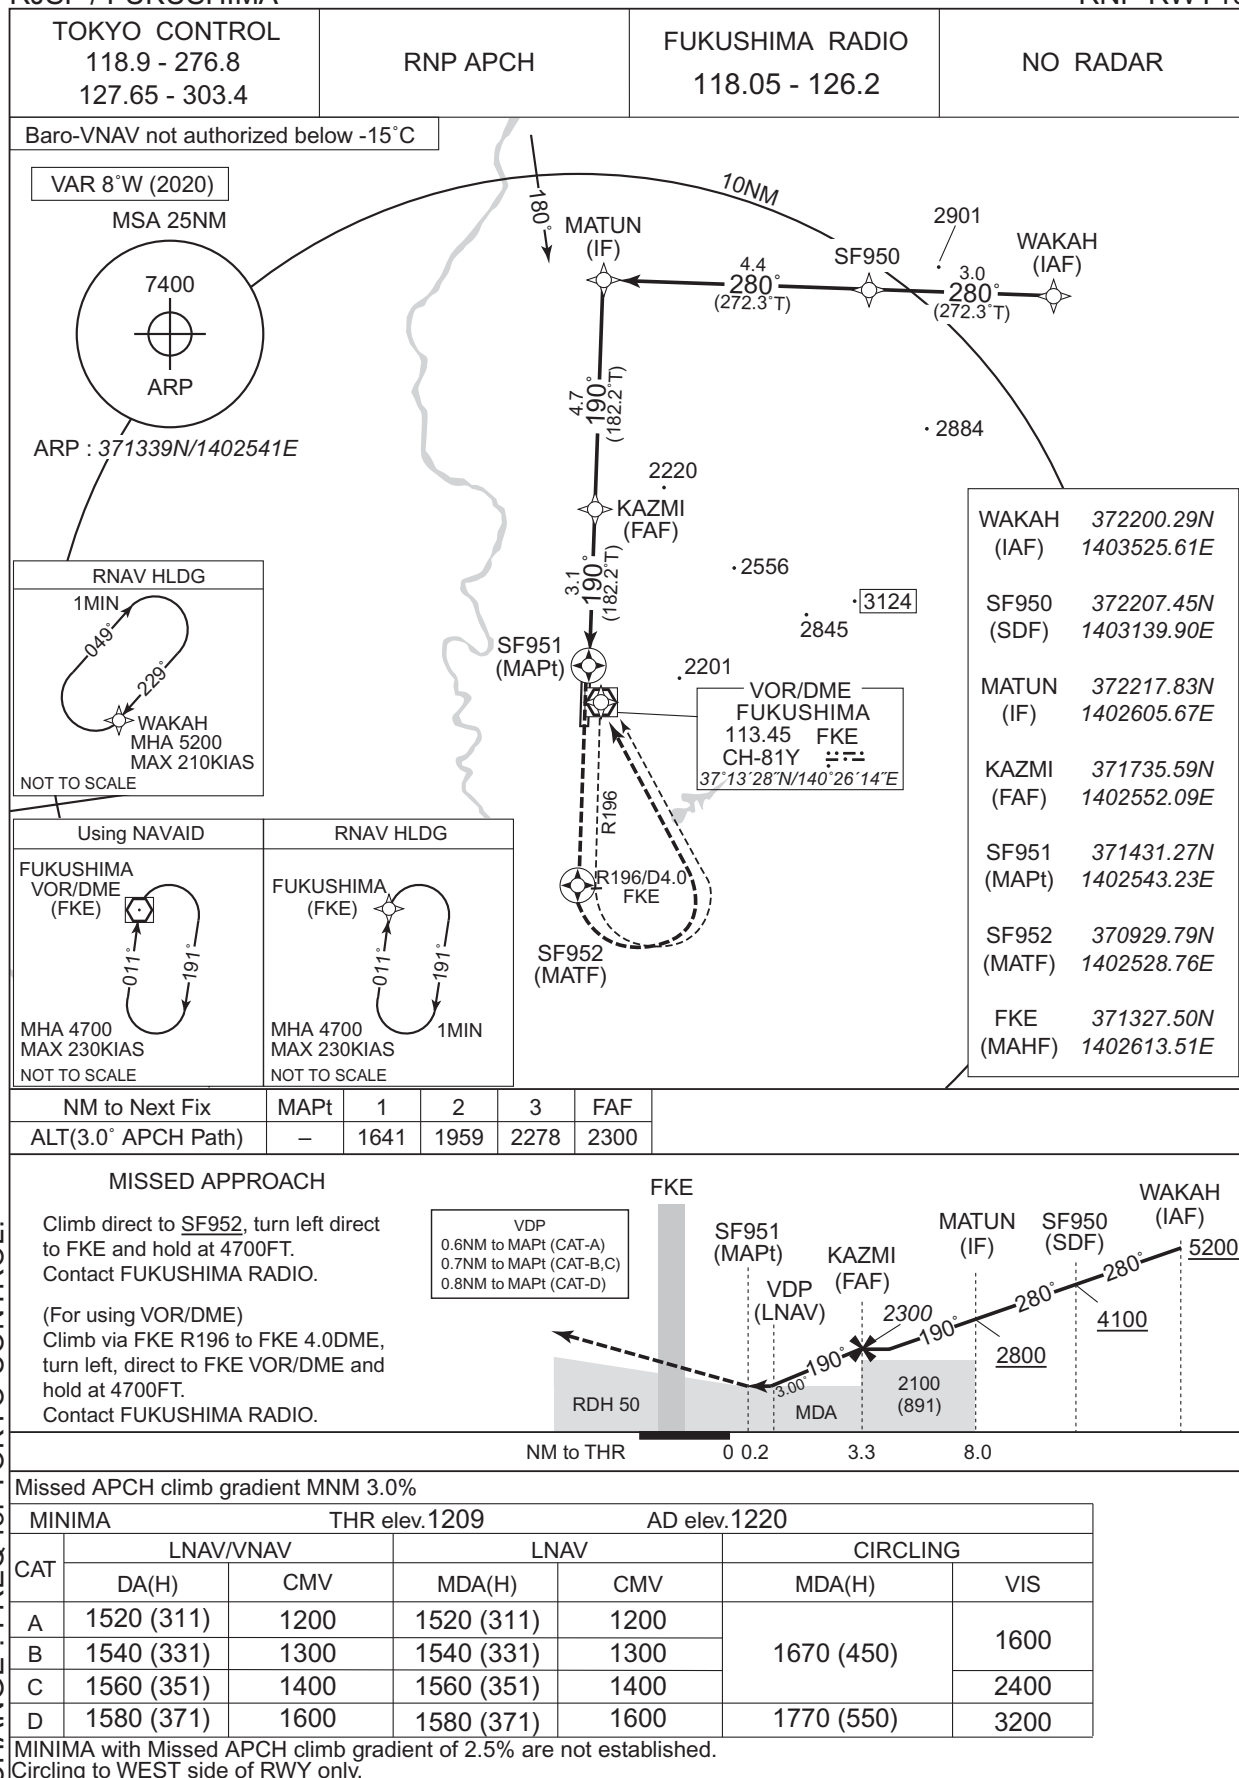 TOKYO CONTROL
118.9 - 276.8
127.65 - 303.4
RNP APCH
FUKUSHIMA RADIO
118.05 - 126.2
NO RADAR
Baro-VNAV not authorized below -15˚C
VAR 8˚W (2020)
MSA 25NM
7400
ARP
ARP : 371339N/1402541E
180˚
10NM
MATUN
(IF)
4.4
280˚
(272.3˚T)
SF950
2901
3.0
280˚
(272.3˚T)
WAKAH
(IAF)
4.7
190˚
(182.2˚T)
2884
2220
KAZMI
(FAF)
3.1
190˚
(182.2˚T)
2556
3124
2845
SF951
(MAPt)
2201
VOR/DME
FUKUSHIMA
113.45 FKE
CH-81Y
37˚13´28˝N/140˚26´14˝E
R196
R196/D4.0
FKE
SF952
(MATF)
WAKAH 372200.29N
(IAF) 1403525.61E
SF950 372207.45N
(SDF) 1403139.90E
MATUN 372217.83N
(IF) 1402605.67E
KAZMI 371735.59N
(FAF) 1402552.09E
SF951 371431.27N
(MAPt) 1402543.23E
SF952 370929.79N
(MATF) 1402528.76E
FKE 371327.50N
(MAHF) 1402613.51E
RNAV HLDG
1MIN
049˚
229˚
WAKAH
MHA 5200
MAX 210KIAS
NOT TO SCALE
Using NAVAID
FUKUSHIMA
VOR/DME
(FKE)
011˚
191˚
MHA 4700
MAX 230KIAS
NOT TO SCALE
RNAV HLDG
FUKUSHIMA
(FKE)
011˚
191˚
MHA 4700
1MIN
MAX 230KIAS
NOT TO SCALE
NM to Next Fix MAPt 1 2 3 FAF
ALT(3.0˚ APCH Path) – 1641 1959 2278 2300
MISSED APPROACH
Climb direct to SF952, turn left direct
to FKE and hold at 4700FT.
Contact FUKUSHIMA RADIO.
(For using VOR/DME)
Climb via FKE R196 to FKE 4.0DME,
turn left, direct to FKE VOR/DME and
hold at 4700FT.
Contact FUKUSHIMA RADIO.
VDP
0.6NM to MAPt (CAT-A)
0.7NM to MAPt (CAT-B,C)
0.8NM to MAPt (CAT-D)
FKE
SF951
(MAPt)
VDP
(LNAV)
KAZMI
(FAF)
MATUN
(IF)
SF950
(SDF)
WAKAH
(IAF)
5200
280˚
4100
280˚
2800
190˚
2300
190˚
3.00˚
RDH 50
MDA
2100
(891)
NM to THR 0 0.2 3.3 8.0
Missed APCH climb gradient MNM 3.0%
MINIMA THR elev.1209 AD elev.1220
CAT LNAV/VNAV LNAV CIRCLING
DA(H) CMV MDA(H) CMV MDA(H) VIS
A 1520 (311) 1200 1520 (311) 1200 1670 (450) 1600
B 1540 (331) 1300 1540 (331) 1300
C 1560 (351) 1400 1560 (351) 1400 2400
D 1580 (371) 1600 1580 (371) 1600 1770 (550) 3200
MINIMA with Missed APCH climb gradient of 2.5% are not established.
Circling to WEST side of RWY only.